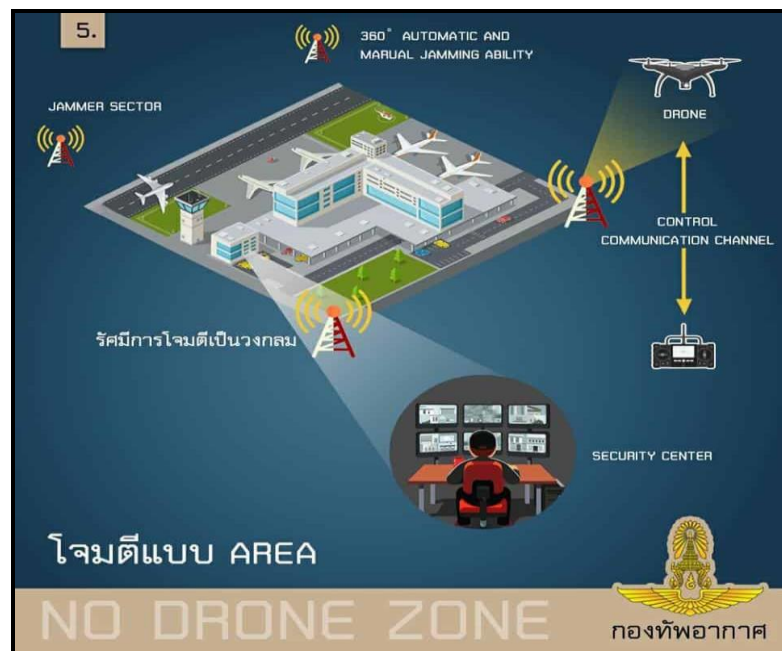 5.
360° AUTOMATIC AND
MARUAL JAMMING ABILITY
JAMMER SECTOR
DRONE
CONTROL
COMMUNICATION CHANNEL
รัศมีการโจมตีเป็นวงกลม
SECURITY CENTER
โจมตีแบบ AREA
NO DRONE ZONE
กองทัพอากาศ